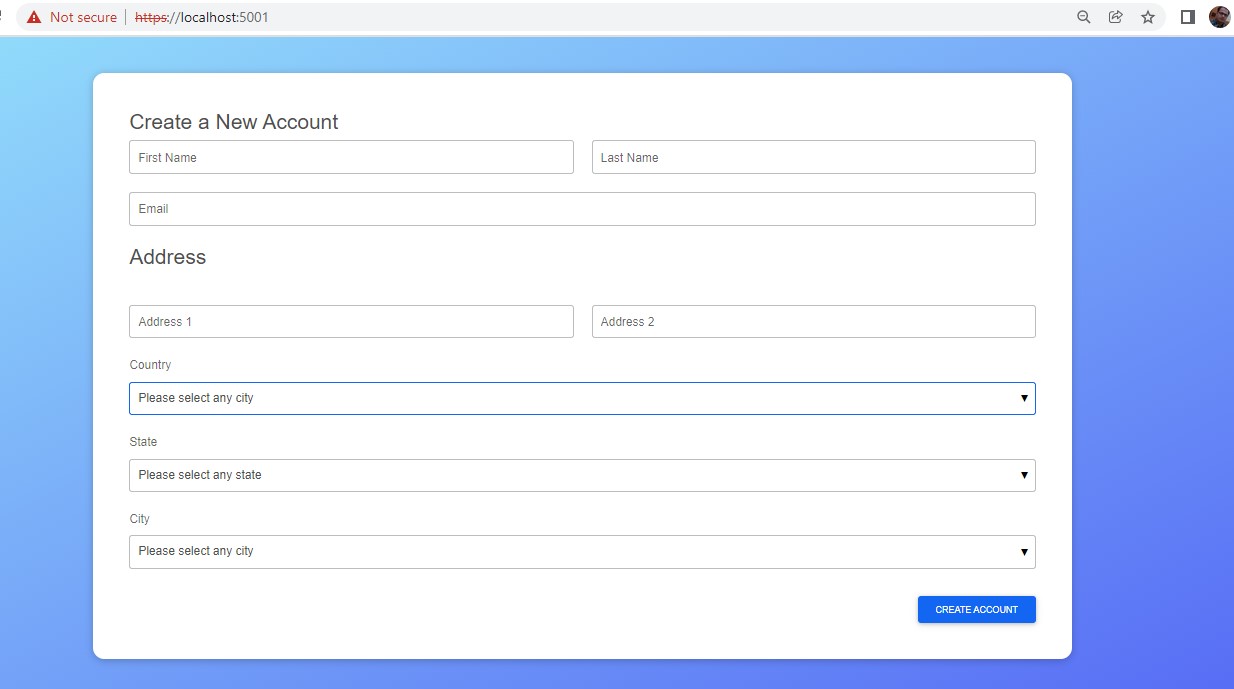 Not secure https://localhost:5001
Create a New Account
First Name Last Name
Email
Address
Address 1 Address 2
Country
Please select any city
State
Please select any state
City
Please select any city
CREATE ACCOUNT